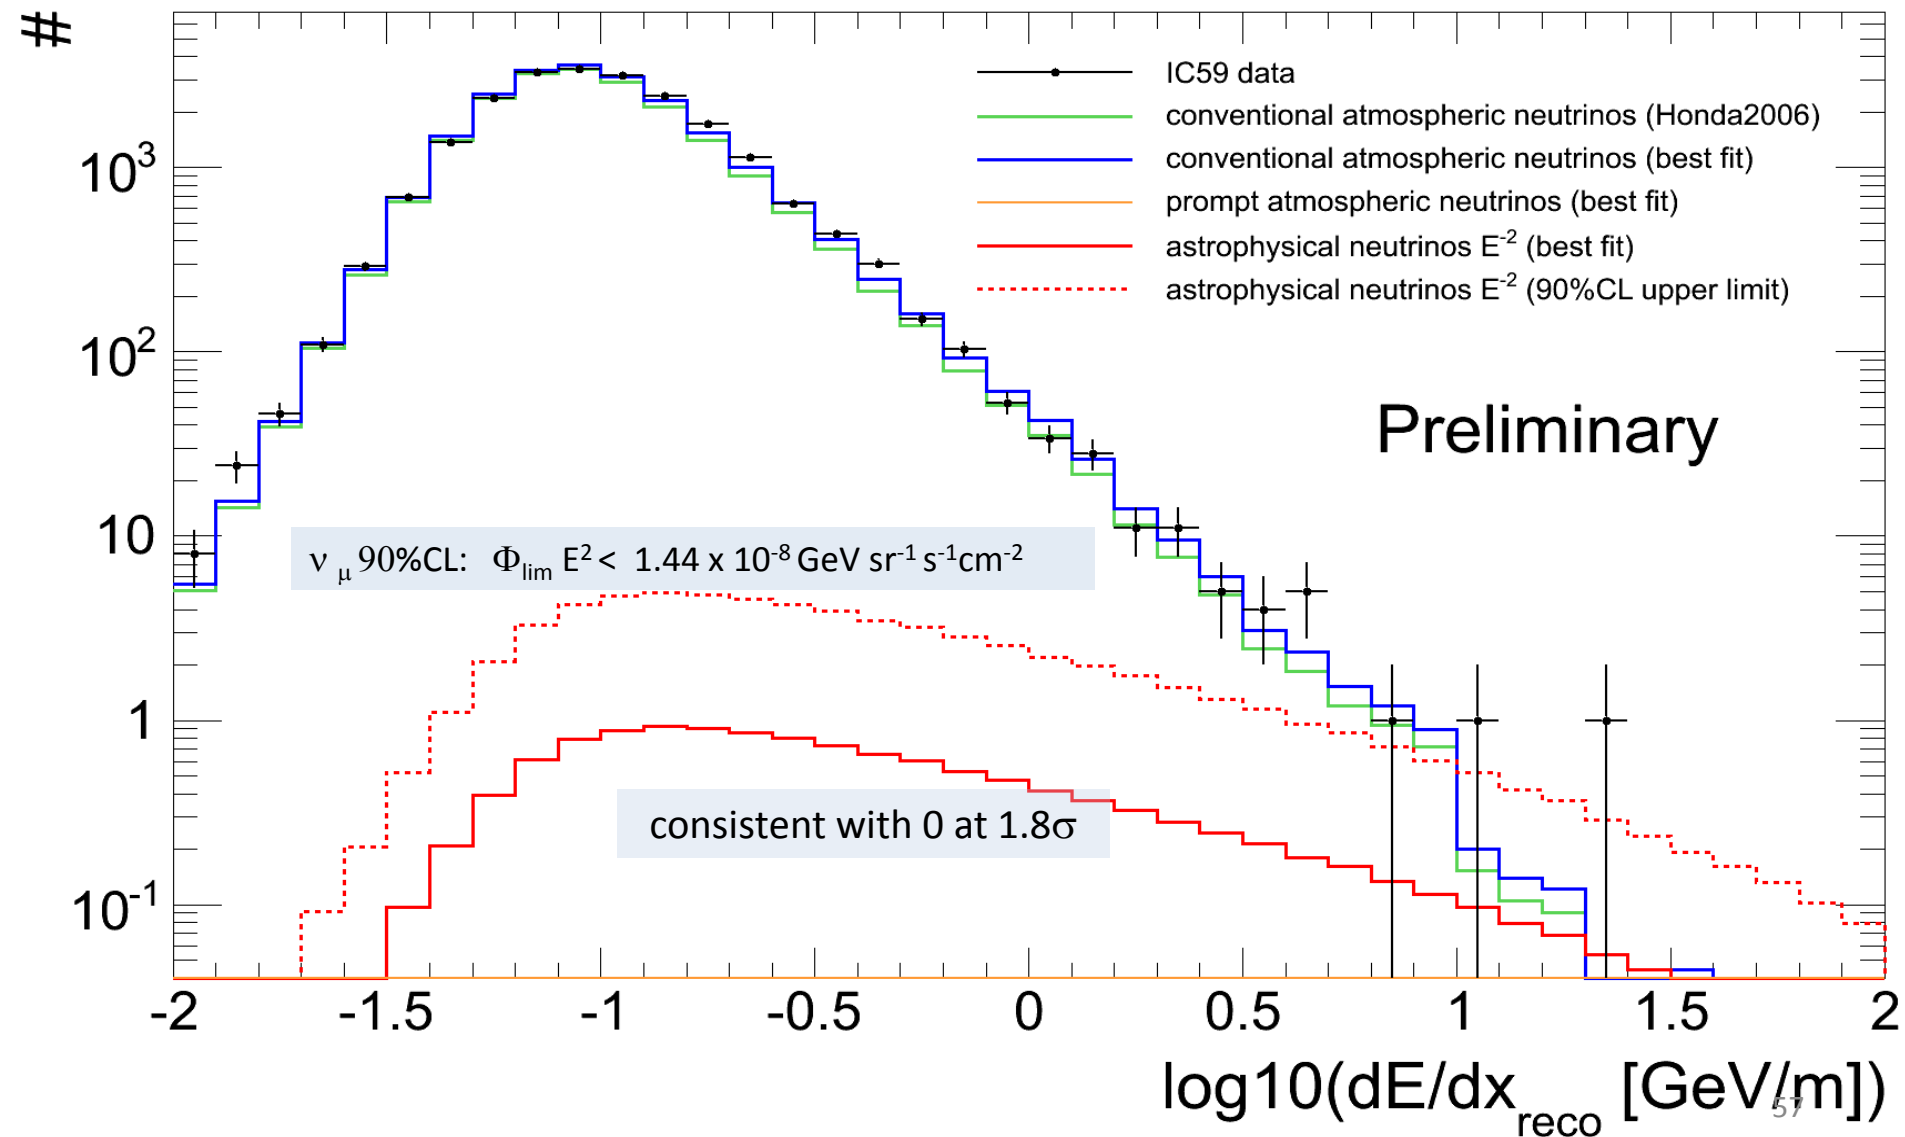 #
IC59 data
conventional atmospheric neutrinos (Honda2006)
conventional atmospheric neutrinos (best fit)
prompt atmospheric neutrinos (best fit)
astrophysical neutrinos E⁻² (best fit)
astrophysical neutrinos E⁻² (90%CL upper limit)
10³
10²
10
1
10⁻¹
Preliminary
ν μ 90%CL: Φlim E² < 1.44 x 10⁻⁸ GeV sr⁻¹ s⁻¹cm⁻²
consistent with 0 at 1.8σ
-2 -1.5 -1 -0.5 0 0.5 1 1.5 2
log10(dE/dxreco [GeV/m])
57